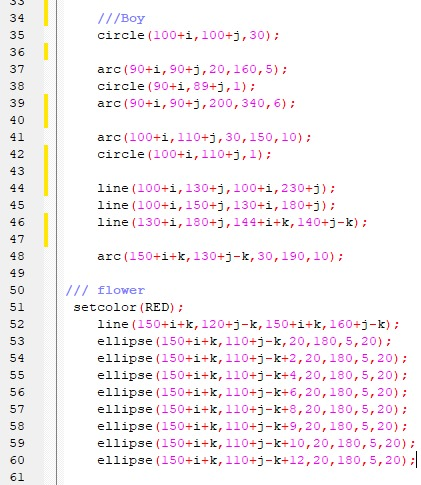 33
34 ///Boy
35 circle(100+i,100+j,30);
36
37 arc(90+i,90+j,20,160,5);
38 circle(90+i,89+j,1);
39 arc(90+i,90+j,200,340,6);
40
41 arc(100+i,110+j,30,150,10);
42 circle(100+i,110+j,1);
43
44 line(100+i,130+j,100+i,230+j);
45 line(100+i,150+j,130+i,180+j);
46 line(130+i,180+j,144+i+k,140+j-k);
47
48 arc(150+i+k,130+j-k,30,190,10);
49
50 /// flower
51 setcolor(RED);
52 line(150+i+k,120+j-k,150+i+k,160+j-k);
53 ellipse(150+i+k,110+j-k,20,180,5,20);
54 ellipse(150+i+k,110+j-k+2,20,180,5,20);
55 ellipse(150+i+k,110+j-k+4,20,180,5,20);
56 ellipse(150+i+k,110+j-k+6,20,180,5,20);
57 ellipse(150+i+k,110+j-k+8,20,180,5,20);
58 ellipse(150+i+k,110+j-k+9,20,180,5,20);
59 ellipse(150+i+k,110+j-k+10,20,180,5,20);
60 ellipse(150+i+k,110+j-k+12,20,180,5,20);
61